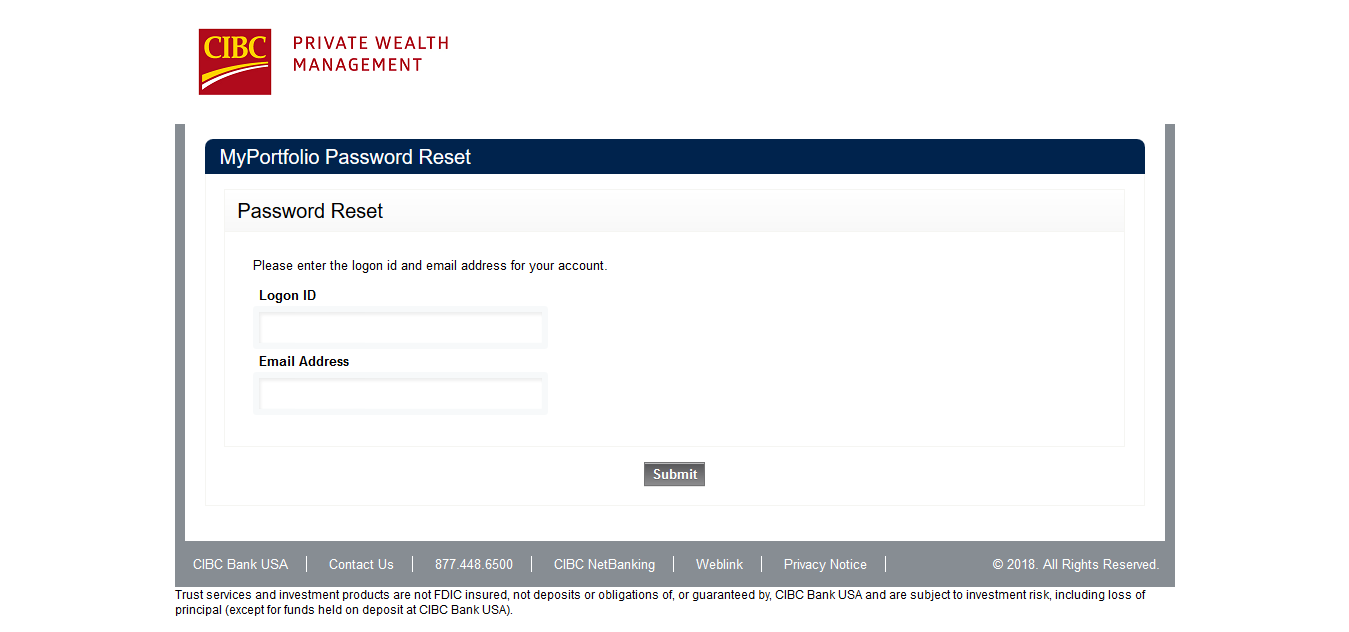 CIBC
PRIVATE WEALTH
MANAGEMENT
MyPortfolio Password Reset
Password Reset
Please enter the logon id and email address for your account.
Logon ID
Email Address
Submit
CIBC Bank USA | Contact Us | 877.448.6500 | CIBC NetBanking | Weblink | Privacy Notice | © 2018. All Rights Reserved.
Trust services and investment products are not FDIC insured, not deposits or obligations of, or guaranteed by, CIBC Bank USA and are subject to investment risk, including loss of
principal (except for funds held on deposit at CIBC Bank USA).